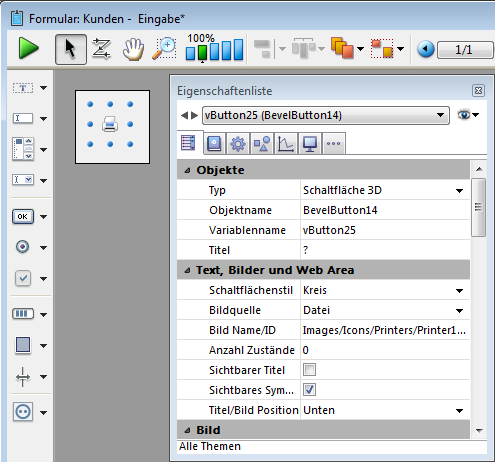 Formular: Kunden - Eingabe*
100%
1/1
T
OK
Eigenschaftenliste
vButton25 (BevelButton14)
Objekte
Typ Schaltfläche 3D
Objektname BevelButton14
Variablenname vButton25
Titel ?
Text, Bilder und Web Area
Schaltflächenstil Kreis
Bildquelle Datei
Bild Name/ID Images/Icons/Printers/Printer1...
Anzahl Zustände 0
Sichtbarer Titel
Sichtbares Sym...
Titel/Bild Position Unten
Bild
Alle Themen